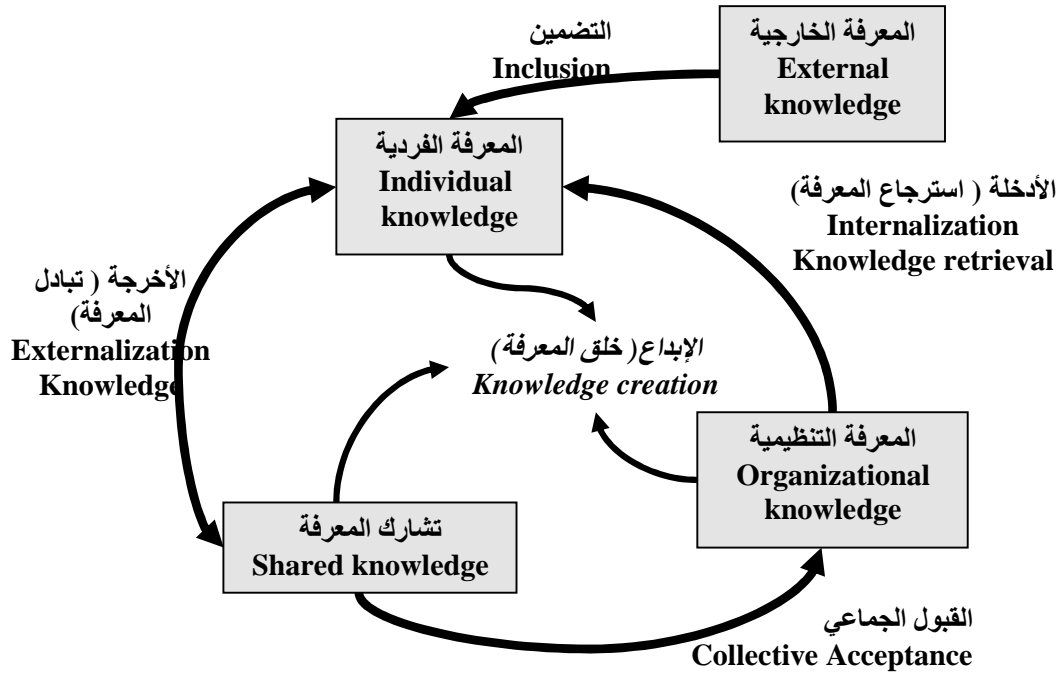 التضمين
Inclusion
المعرفة الخارجية
External
knowledge
المعرفة الفردية
Individual
knowledge
الأدخلة ( استرجاع المعرفة)
Internalization
Knowledge retrieval
الأخرجة ( تبادل
المعرفة)
Externalization
Knowledge
الإبداع( خلق المعرفة)
Knowledge creation
المعرفة التنظيمية
Organizational
knowledge
تشارك المعرفة
Shared knowledge
القبول الجماعي
Collective Acceptance